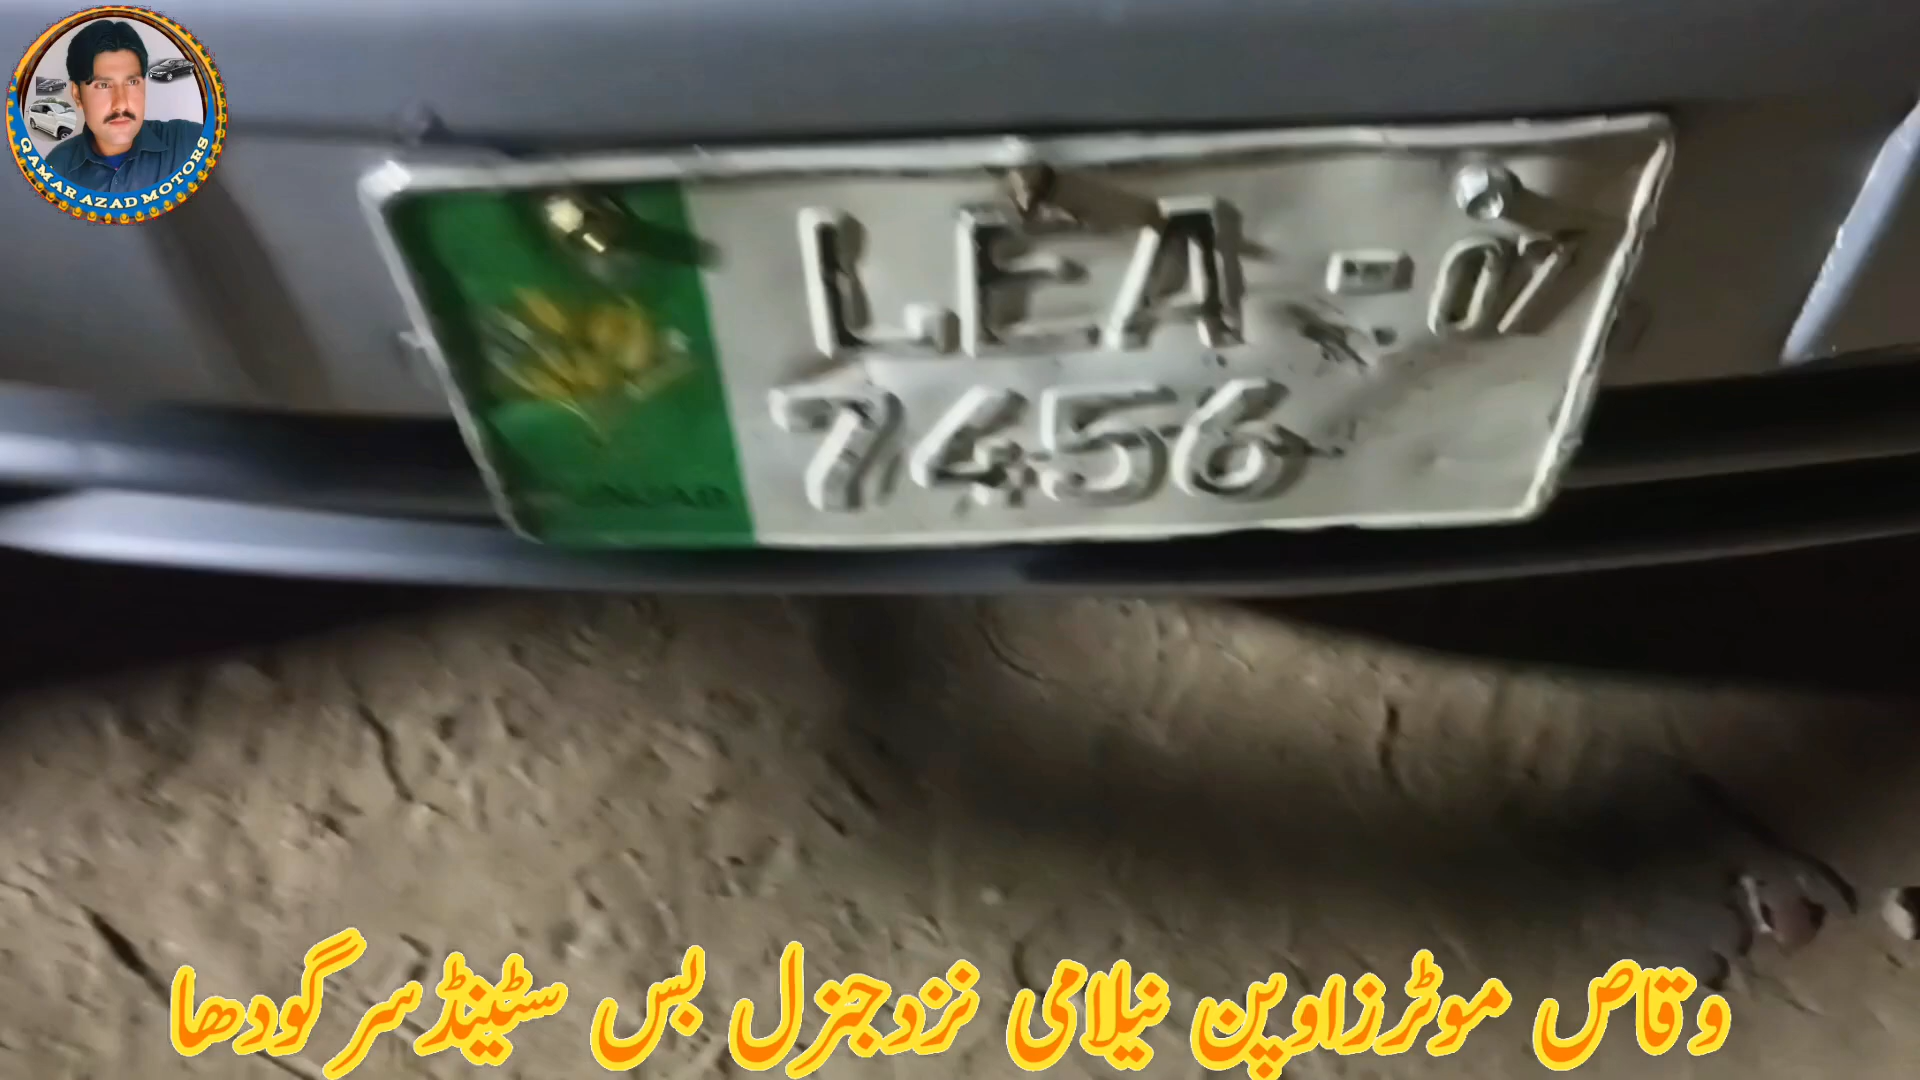 QAMAR AZAD MOTORS
LEA-07
7456
وقاص موٹرز اوپن نیلامی نزد جنرل بس سٹینڈ سرگودھا